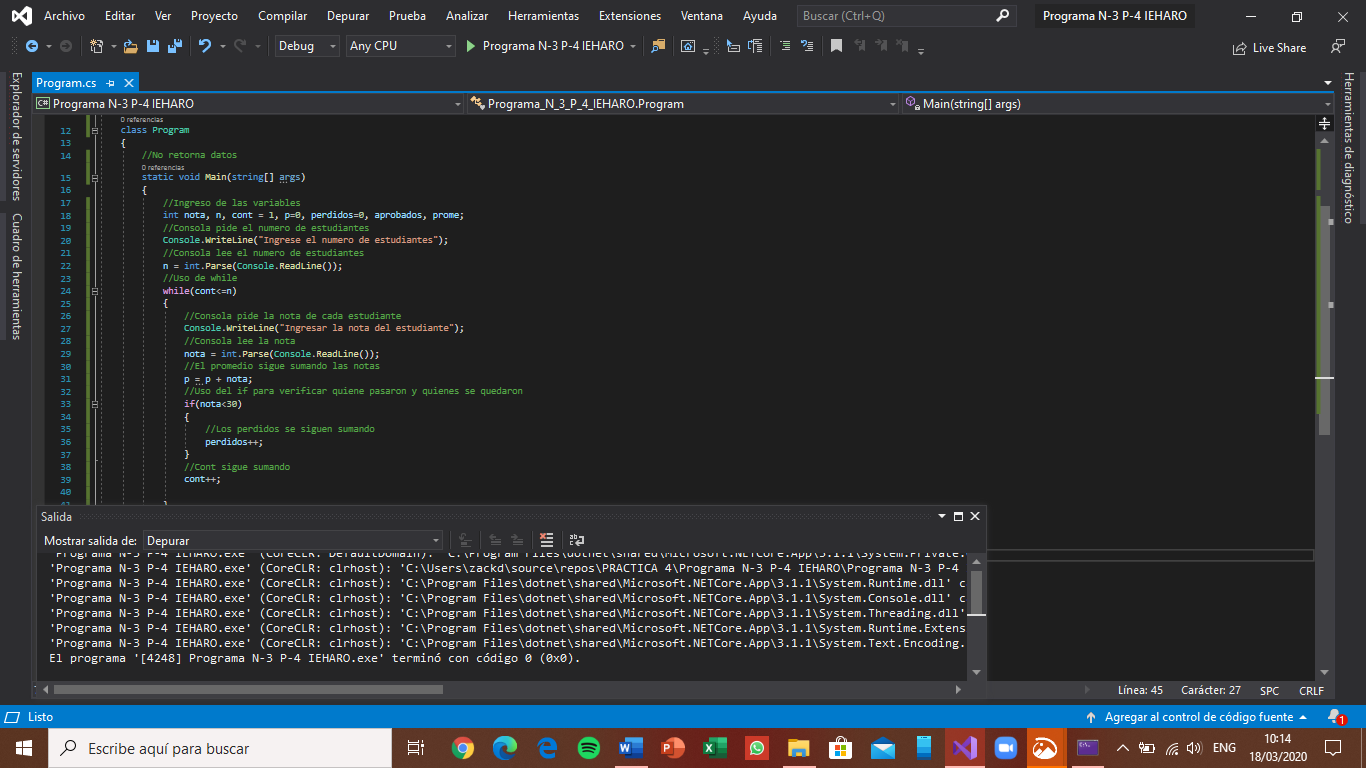 Archivo Editar Ver Proyecto Compilar Depurar Prueba Analizar Herramientas Extensiones Ventana Ayuda Buscar (Ctrl+Q) Programa N-3 P-4 IEHARO
Debug Any CPU Programa N-3 P-4 IEHARO Live Share
Explorador de servidores
Cuadro de herramientas
Herramientas de diagnóstico
Program.cs
C# Programa N-3 P-4 IEHARO Programa_N_3_P_4_IEHARO.Program Main(string[] args)
0 referencias
12 class Program
13 {
14 //No retorna datos
0 referencias
15 static void Main(string[] args)
16 {
17 //Ingreso de las variables
18 int nota, n, cont = 1, p=0, perdidos=0, aprobados, prome;
19 //Consola pide el numero de estudiantes
20 Console.WriteLine("Ingrese el numero de estudiantes");
21 //Consola lee el numero de estudiantes
22 n = int.Parse(Console.ReadLine());
23 //Uso de while
24 while(cont<=n)
25 {
26 //Consola pide la nota de cada estudiante
27 Console.WriteLine("Ingresar la nota del estudiante");
28 //Consola lee la nota
29 nota = int.Parse(Console.ReadLine());
30 //El promedio sigue sumando las notas
31 p = p + nota;
32 //Uso del if para verificar quiene pasaron y quienes se quedaron
33 if(nota<30)
34 {
35 //Los perdidos se siguen sumando
36 perdidos++;
37 }
38 //Cont sigue sumando
39 cont++;
40
41 }
Salida
Mostrar salida de: Depurar
'Programa N-3 P-4 IEHARO.exe' (CoreCLR: DefaultDomain): 'C:\Program Files\dotnet\shared\Microsoft.NETCore.App\3.1.1\System.Private.
'Programa N-3 P-4 IEHARO.exe' (CoreCLR: clrhost): 'C:\Users\zackd\source\repos\PRACTICA 4\Programa N-3 P-4 IEHARO\Programa N-3 P-4
'Programa N-3 P-4 IEHARO.exe' (CoreCLR: clrhost): 'C:\Program Files\dotnet\shared\Microsoft.NETCore.App\3.1.1\System.Runtime.dll' c
'Programa N-3 P-4 IEHARO.exe' (CoreCLR: clrhost): 'C:\Program Files\dotnet\shared\Microsoft.NETCore.App\3.1.1\System.Console.dll' c
'Programa N-3 P-4 IEHARO.exe' (CoreCLR: clrhost): 'C:\Program Files\dotnet\shared\Microsoft.NETCore.App\3.1.1\System.Threading.dll'
'Programa N-3 P-4 IEHARO.exe' (CoreCLR: clrhost): 'C:\Program Files\dotnet\shared\Microsoft.NETCore.App\3.1.1\System.Runtime.Extens
'Programa N-3 P-4 IEHARO.exe' (CoreCLR: clrhost): 'C:\Program Files\dotnet\shared\Microsoft.NETCore.App\3.1.1\System.Text.Encoding.
El programa '[4248] Programa N-3 P-4 IEHARO.exe' terminó con código 0 (0x0).
Línea: 45 Carácter: 27 SPC CRLF
Listo Agregar al control de código fuente 1
Escribe aquí para buscar ENG 10:14
18/03/2020